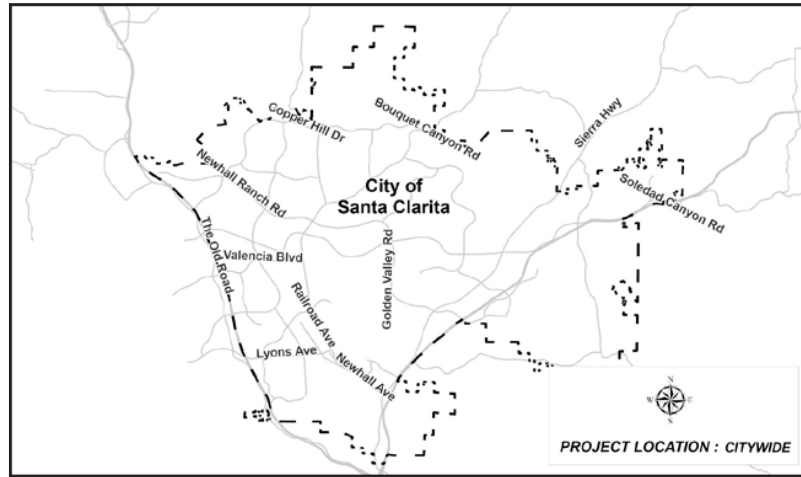 Copper Hill Dr
Bouquet Canyon Rd
Sierra Hwy
Newhall Ranch Rd
City of
Santa Clarita
Soledad Canyon Rd
The Old Road
Valencia Blvd
Golden Valley Rd
Railroad Ave
Lyons Ave
Newhall Ave
N
W E
S
PROJECT LOCATION : CITYWIDE